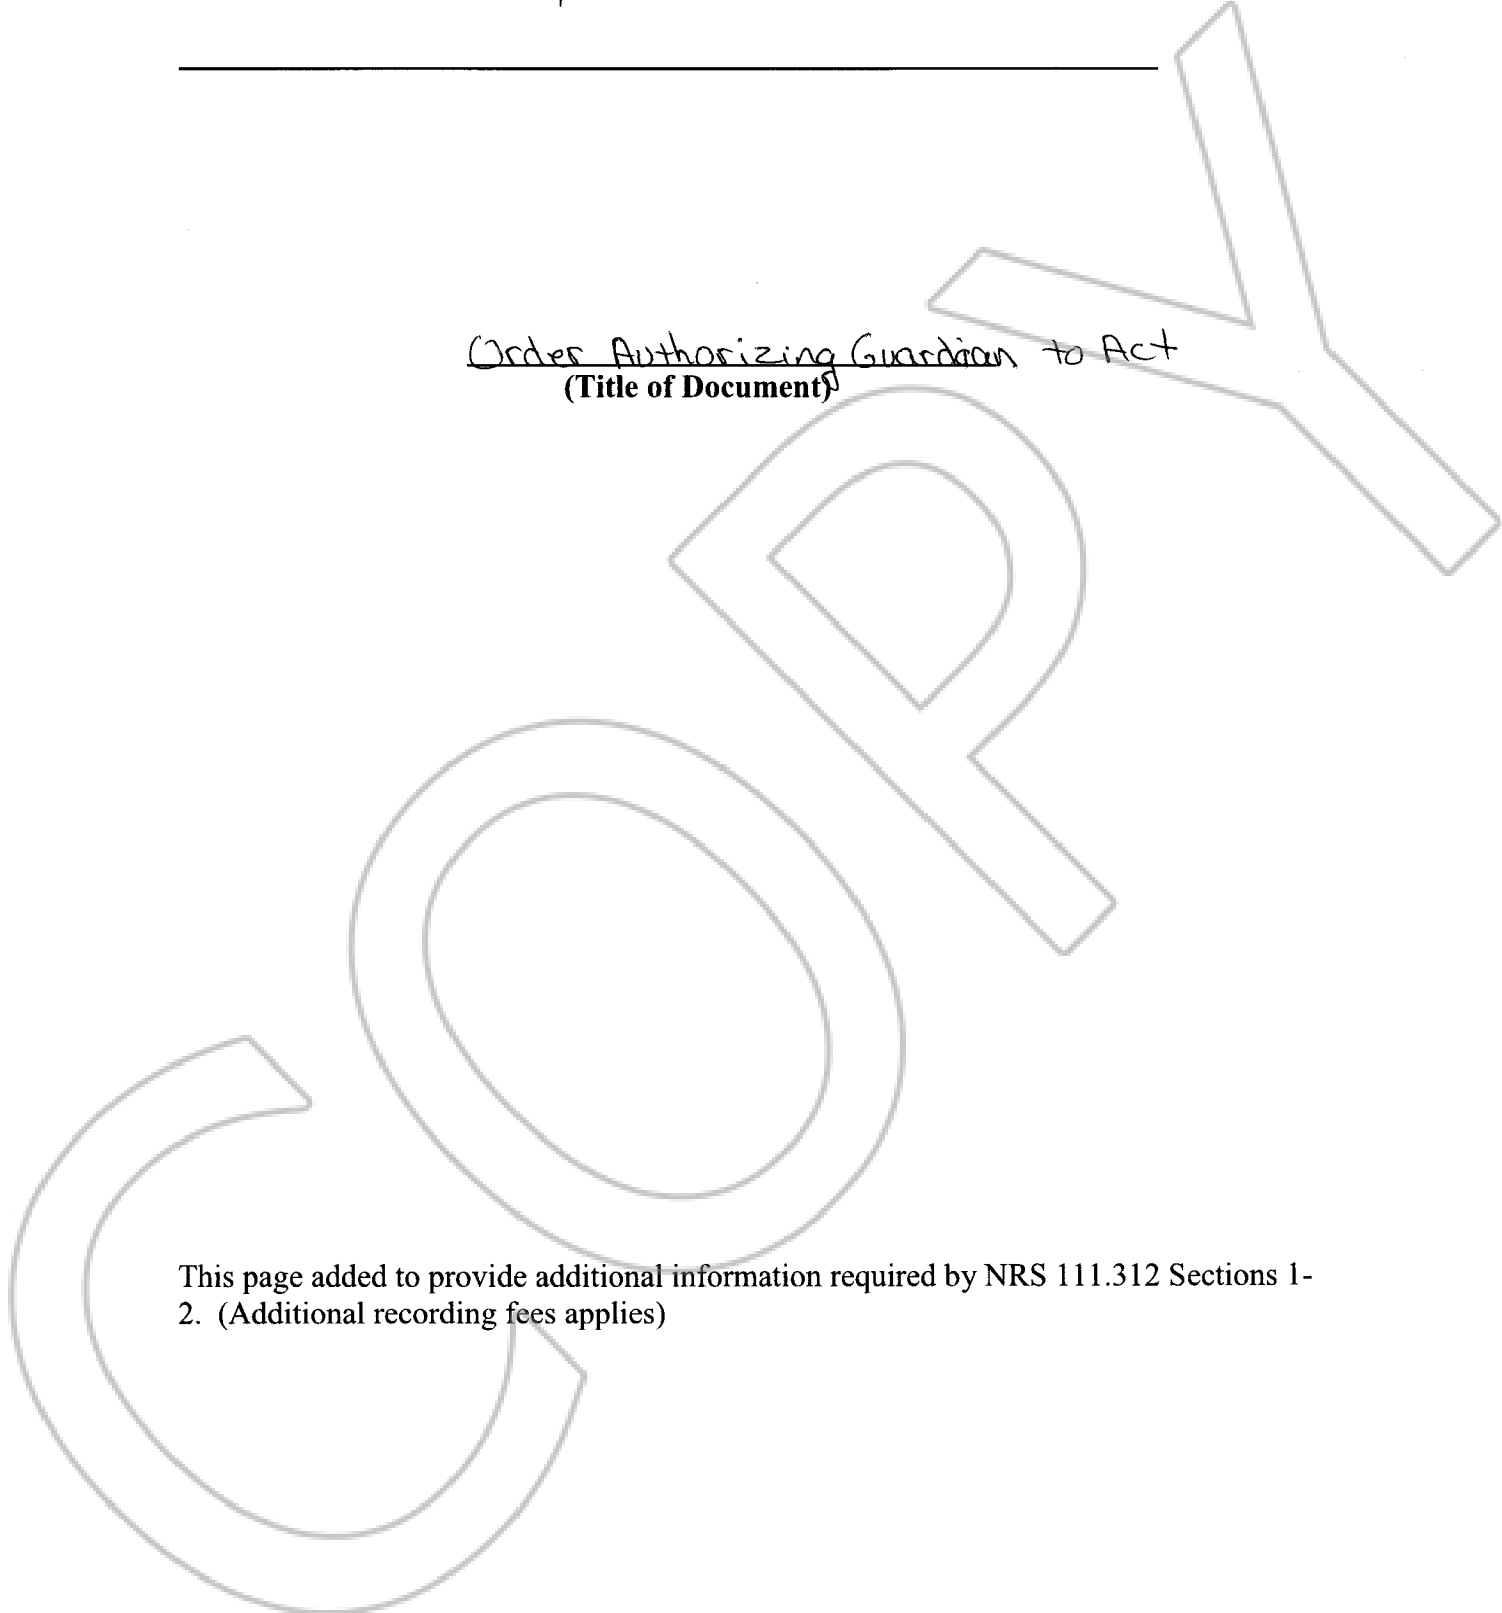 Order Authorizing Guardian to Act
(Title of Document)
COPY
This page added to provide additional information required by NRS 111.312 Sections 1-
2. (Additional recording fees applies)